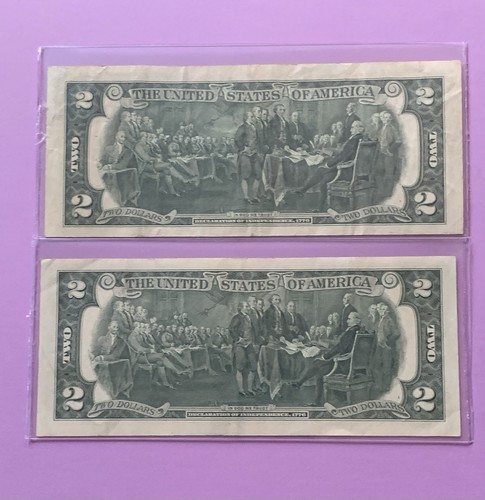 2 THE UNITED STATES OF AMERICA 2
TWO TWO
2 TWO DOLLARS IN GOD WE TRUST TWO DOLLARS 2
DECLARATION OF INDEPENDENCE, 1776
2 THE UNITED STATES OF AMERICA 2
TWO TWO
2 TWO DOLLARS IN GOD WE TRUST TWO DOLLARS 2
DECLARATION OF INDEPENDENCE, 1776